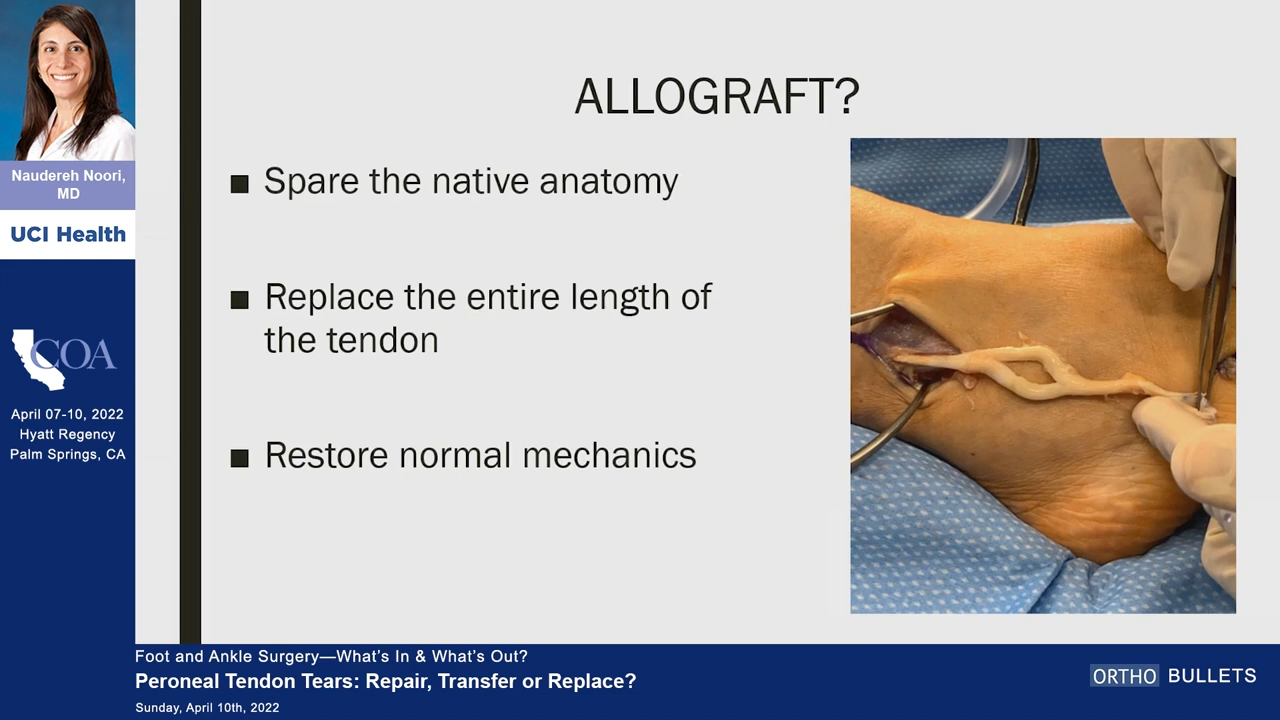 Naudereh Noori,
MD
UCI Health
COA
April 07-10, 2022
Hyatt Regency
Palm Springs, CA
ALLOGRAFT?
■ Spare the native anatomy
■ Replace the entire length of
the tendon
■ Restore normal mechanics
Foot and Ankle Surgery—What's In & What's Out?
Peroneal Tendon Tears: Repair, Transfer or Replace?
Sunday, April 10th, 2022
ORTHO BULLETS